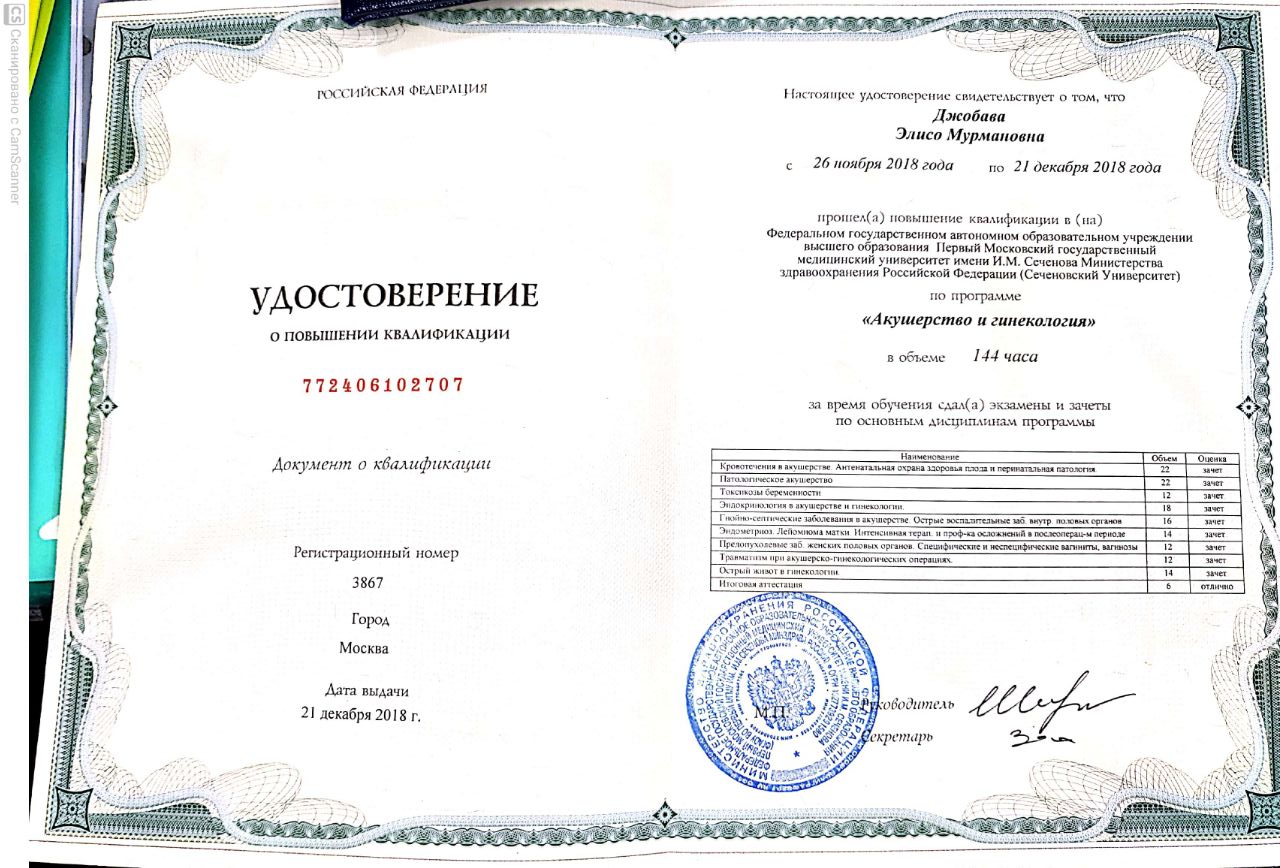 CS Сканировано с CamScanner
РОССИЙСКАЯ ФЕДЕРАЦИЯ
УДОСТОВЕРЕНИЕ
О ПОВЫШЕНИИ КВАЛИФИКАЦИИ
772406102707
Документ о квалификации
Регистрационный номер
3867
Город
Москва
Дата выдачи
21 декабря 2018 г.
Настоящее удостоверение свидетельствует о том, что
Джобава
Элисо Мурмановна
с 26 ноября 2018 года по 21 декабря 2018 года
прошел(а) повышение квалификации в (на)
Федеральном государственном автономном образовательном учреждении
высшего образования Первый Московский государственный
медицинский университет имени И.М. Сеченова Министерства
здравоохранения Российской Федерации (Сеченовский Университет)
по программе
«Акушерство и гинекология»
в объеме 144 часа
за время обучения сдал(а) экзамены и зачеты
по основным дисциплинам программы
Наименование Объем Оценка
Кровотечения в акушерстве. Антенатальная охрана здоровья плода и перинатальная патология. 22 зачет
Патологическое акушерство 22 зачет
Токсикозы беременности 12 зачет
Эндокринология в акушерстве и гинекологии. 18 зачет
Гнойно-септические заболевания в акушерстве. Острые воспалительные заб. внутр. половых органов 16 зачет
Эндометриоз. Лейомиома матки. Интенсивная терап. и проф-ка осложнений в послеоперац-м периоде 14 зачет
Предопухолевые заб. женских половых органов. Специфические и неспецифические вагиниты, вагинозы 12 зачет
Травматизм при акушерско-гинекологических операциях. 12 зачет
Острый живот в гинекологии. 14 зачет
Итоговая аттестация 6 отлично
М.П.
Руководитель
Секретарь